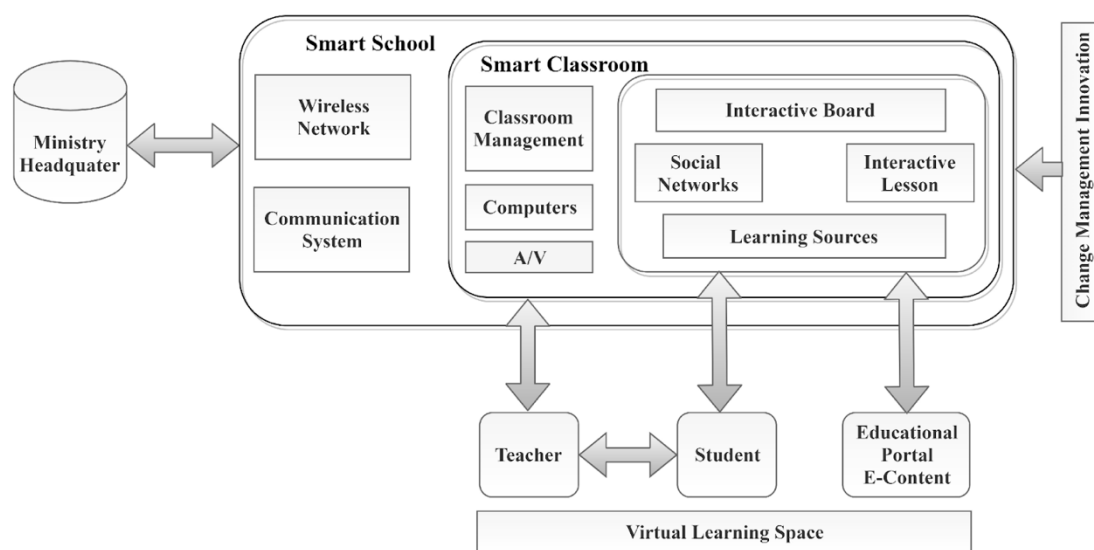 Smart School
Smart Classroom
Ministry
Headquater
Wireless
Network
Communication
System
Classroom
Management
Computers
A/V
Interactive Board
Social
Networks
Interactive
Lesson
Learning Sources
Change Management Innovation
Teacher
Student
Educational
Portal
E-Content
Virtual Learning Space